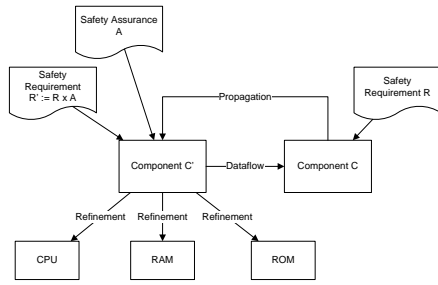 Safety Assurance
A
Safety
Requirement
R' := R x A
Safety
Requirement R
Propagation
Component C'
Dataflow
Component C
Refinement
Refinement
Refinement
CPU
RAM
ROM